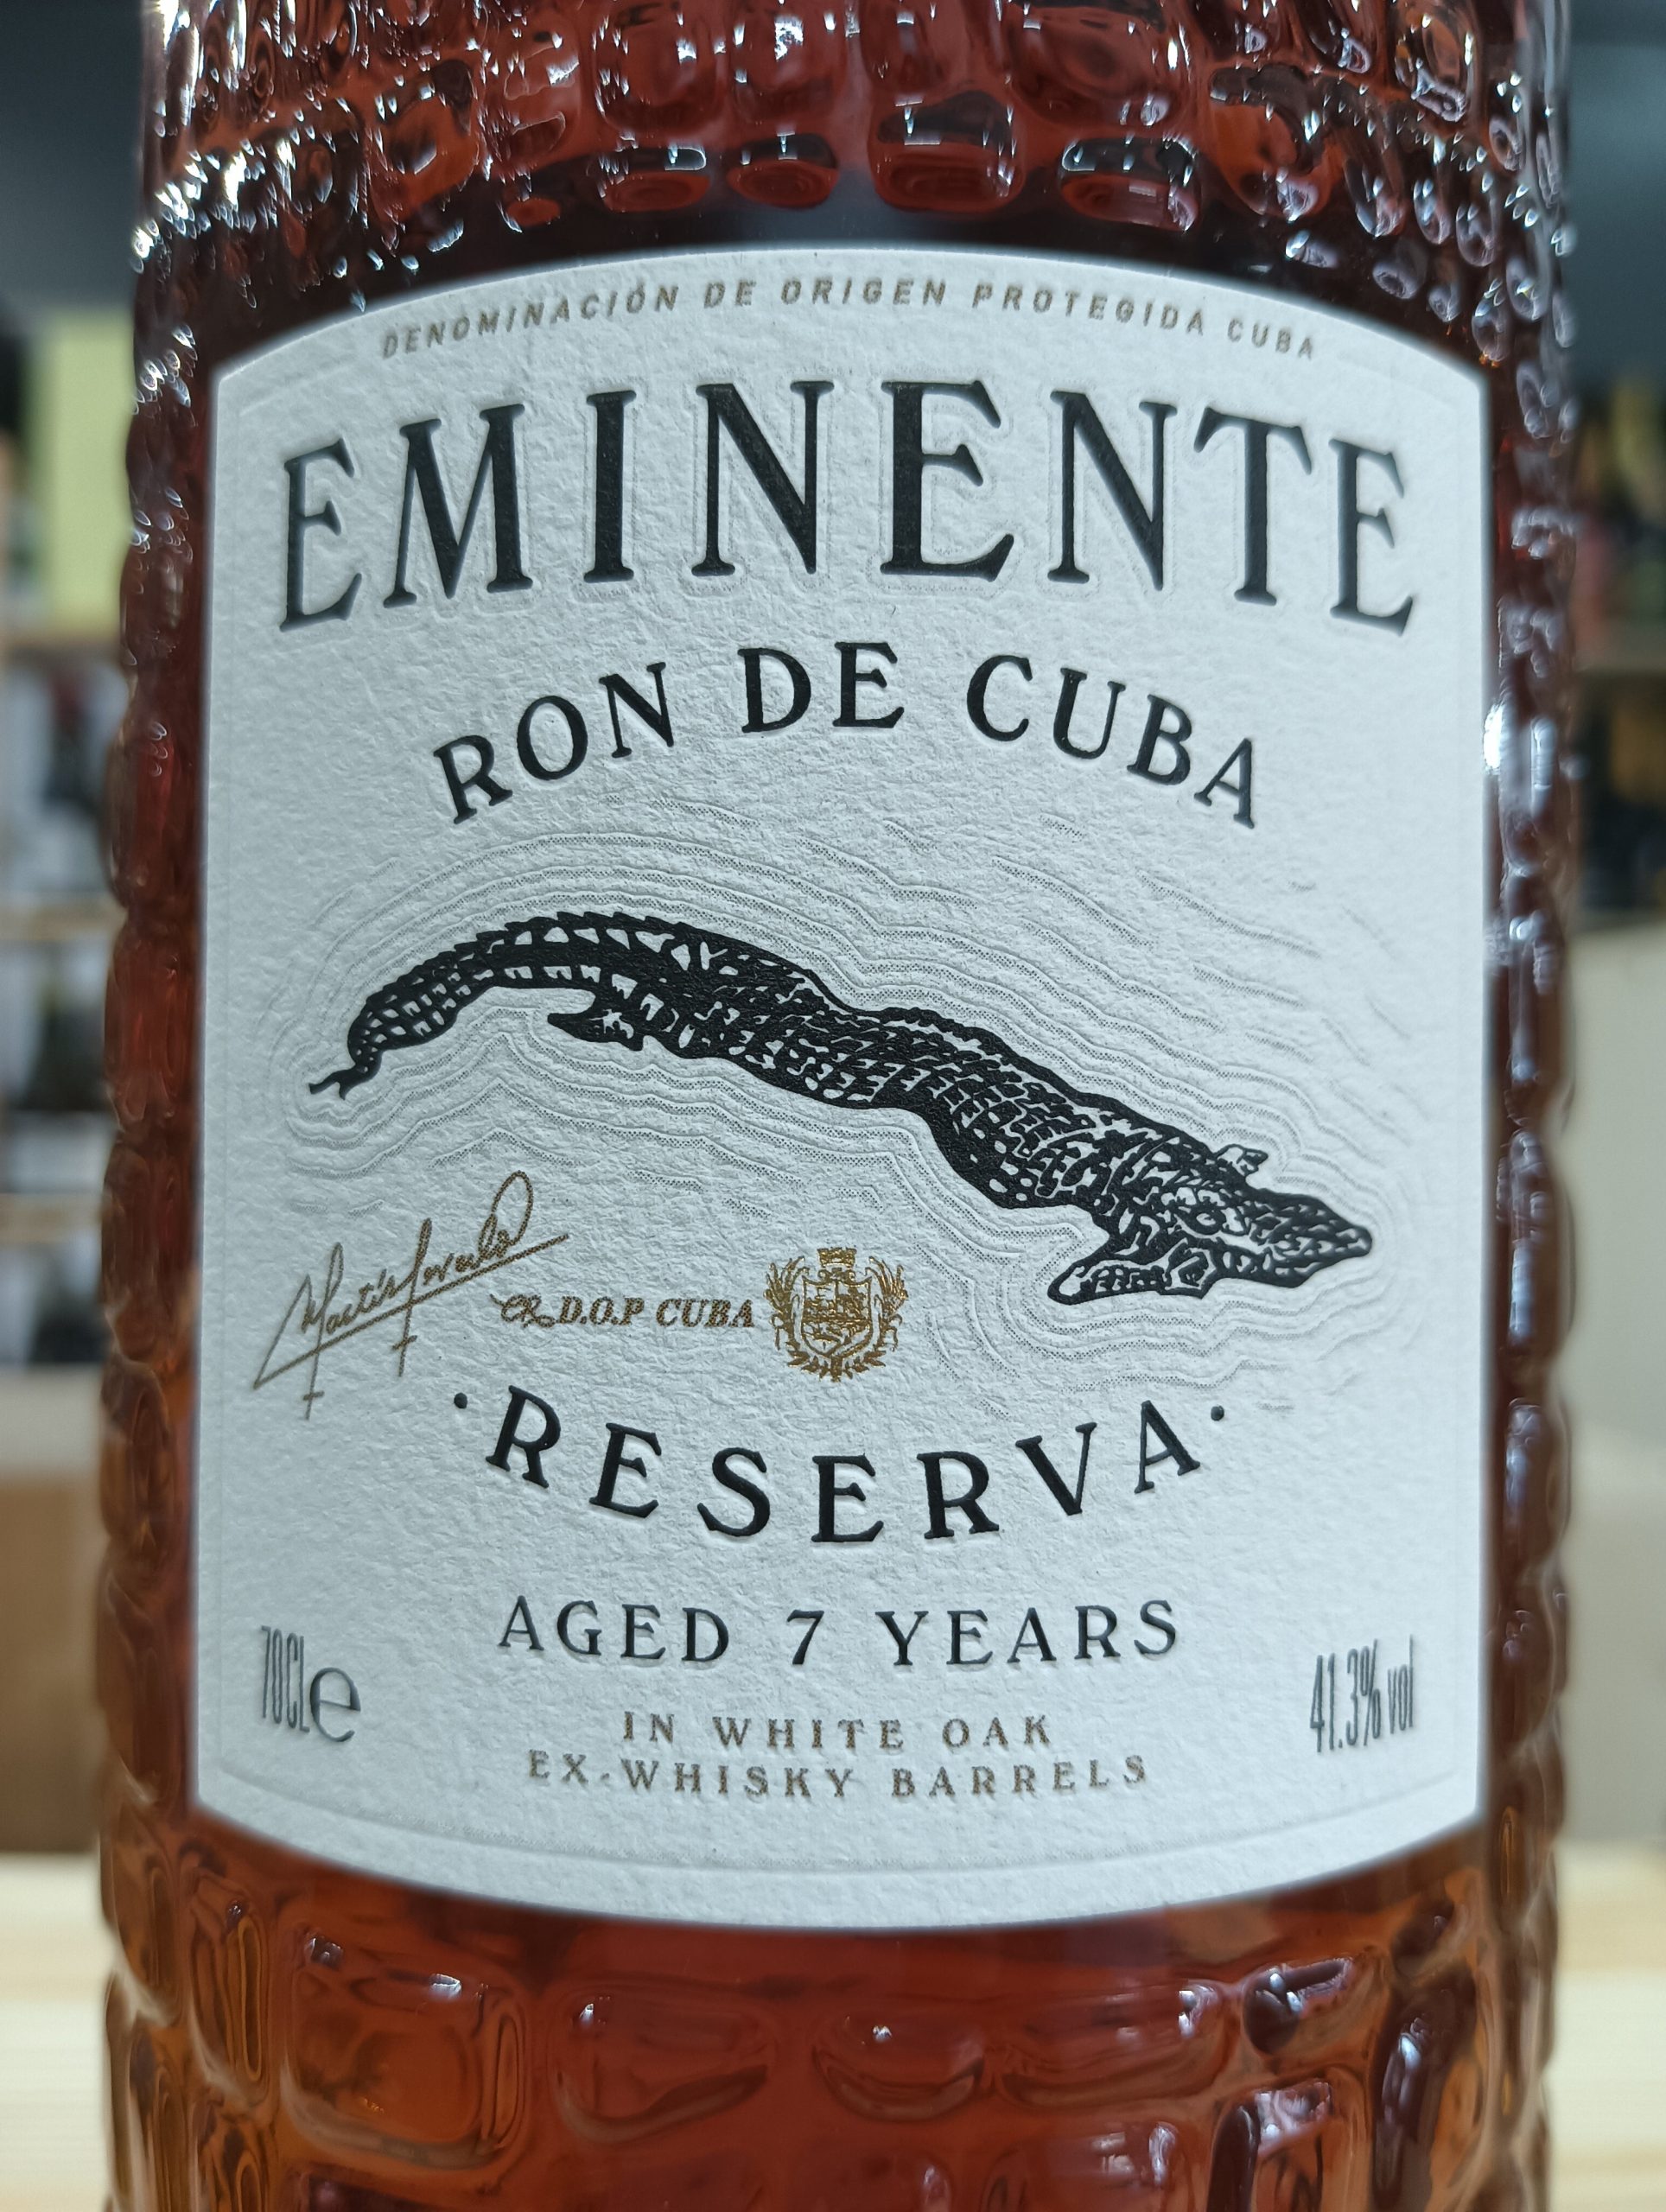 DENOMINACIÓN DE ORIGEN PROTEGIDA CUBA
EMINENTE
RON DE CUBA
D.O.P CUBA
· RESERVA ·
AGED 7 YEARS
70CLe
41.3% vol
IN WHITE OAK
EX-WHISKY BARRELS